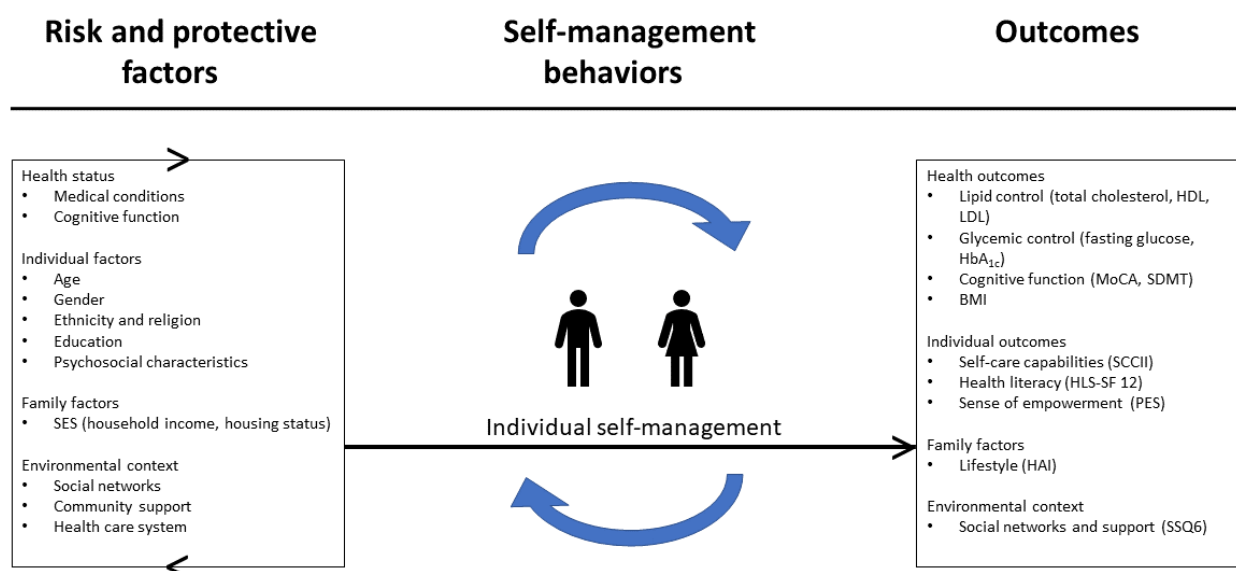 Risk and protective
factors
Self-management
behaviors
Outcomes
Health status
• Medical conditions
• Cognitive function
Individual factors
• Age
• Gender
• Ethnicity and religion
• Education
• Psychosocial characteristics
Family factors
• SES (household income, housing status)
Environmental context
• Social networks
• Community support
• Health care system
Individual self-management
Health outcomes
• Lipid control (total cholesterol, HDL,
LDL)
• Glycemic control (fasting glucose,
HbA1c)
• Cognitive function (MoCA, SDMT)
• BMI
Individual outcomes
• Self-care capabilities (SCCII)
• Health literacy (HLS-SF 12)
• Sense of empowerment (PES)
Family factors
• Lifestyle (HAI)
Environmental context
• Social networks and support (SSQ6)